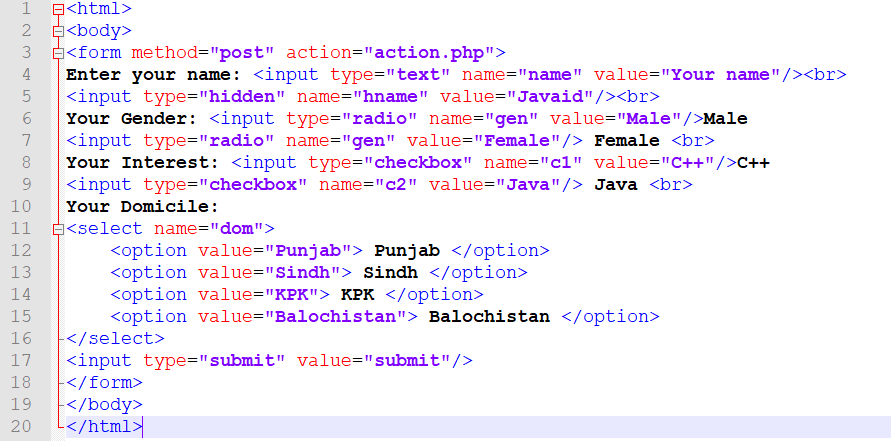 1 <html>
2 <body>
3 <form method="post" action="action.php">
4 Enter your name: <input type="text" name="name" value="Your name"/><br>
5 <input type="hidden" name="hname" value="Javaid"/><br>
6 Your Gender: <input type="radio" name="gen" value="Male"/>Male
7 <input type="radio" name="gen" value="Female"/> Female <br>
8 Your Interest: <input type="checkbox" name="c1" value="C++"/>C++
9 <input type="checkbox" name="c2" value="Java"/> Java <br>
10 Your Domicile:
11 <select name="dom">
12     <option value="Punjab"> Punjab </option>
13     <option value="Sindh"> Sindh </option>
14     <option value="KPK"> KPK </option>
15     <option value="Balochistan"> Balochistan </option>
16 </select>
17 <input type="submit" value="submit"/>
18 </form>
19 </body>
20 </html>